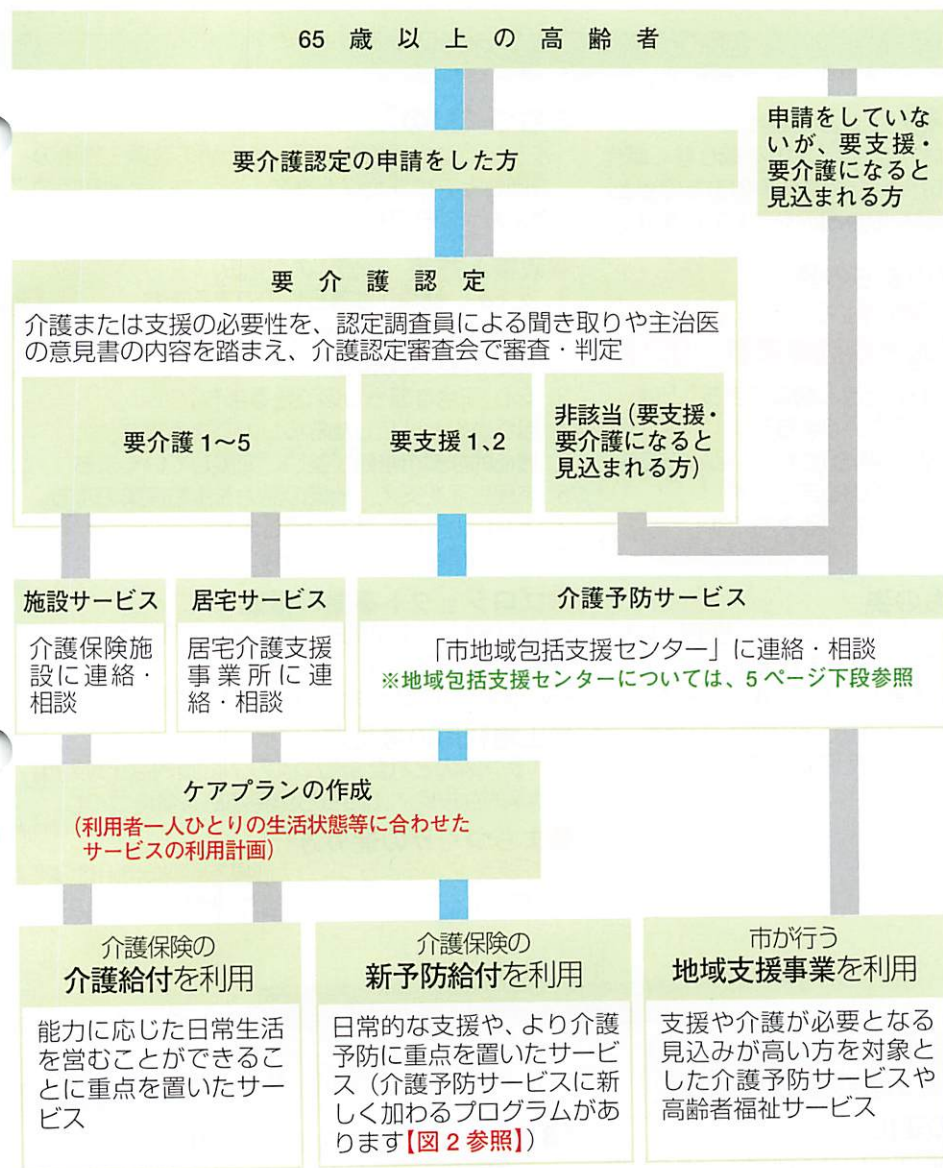 65歳以上の高齢者
申請をしていな
いが、要支援・
要介護になると
見込まれる方
要介護認定の申請をした方
要介護認定
介護または支援の必要性を、認定調査員による聞き取りや主治医
の意見書の内容を踏まえ、介護認定審査会で審査・判定
要介護1～5
要支援1、2
非該当(要支援・
要介護になると
見込まれる方)
施設サービス
介護保険施
設に連絡・
相談
居宅サービス
居宅介護支援
事業所に連
絡・相談
介護予防サービス
「市地域包括支援センター」に連絡・相談
※地域包括支援センターについては、5ページ下段参照
ケアプランの作成
(利用者一人ひとりの生活状態等に合わせた
サービスの利用計画)
介護保険の
介護給付を利用
能力に応じた日常生活
を営むことができるこ
とに重点を置いたサー
ビス
介護保険の
新予防給付を利用
日常的な支援や、より介護
予防に重点を置いたサービ
ス(介護予防サービスに新
しく加わるプログラムがあ
ります【図2参照】)
市が行う
地域支援事業を利用
支援や介護が必要となる
見込みが高い方を対象と
した介護予防サービスや
高齢者福祉サービス